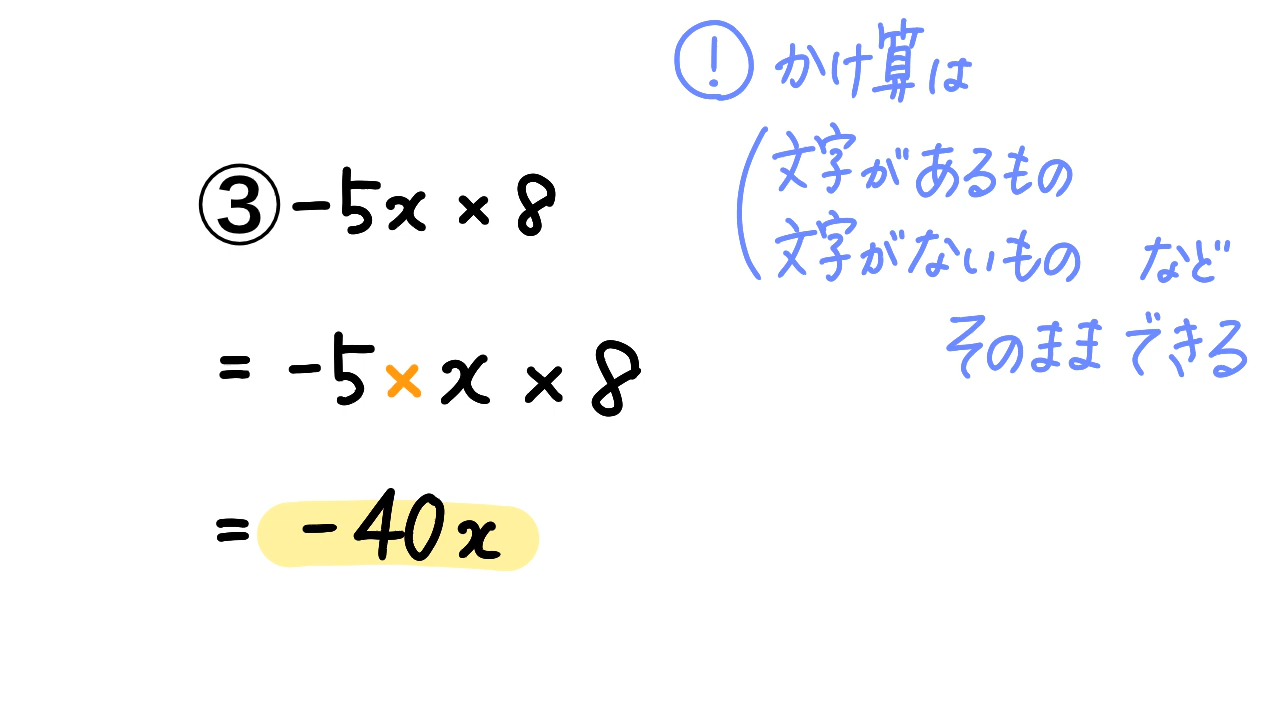 ③ -5x × 8
= -5 × x × 8
= -40x
! かけ算は
文字があるもの
文字がないもの など
そのままできる